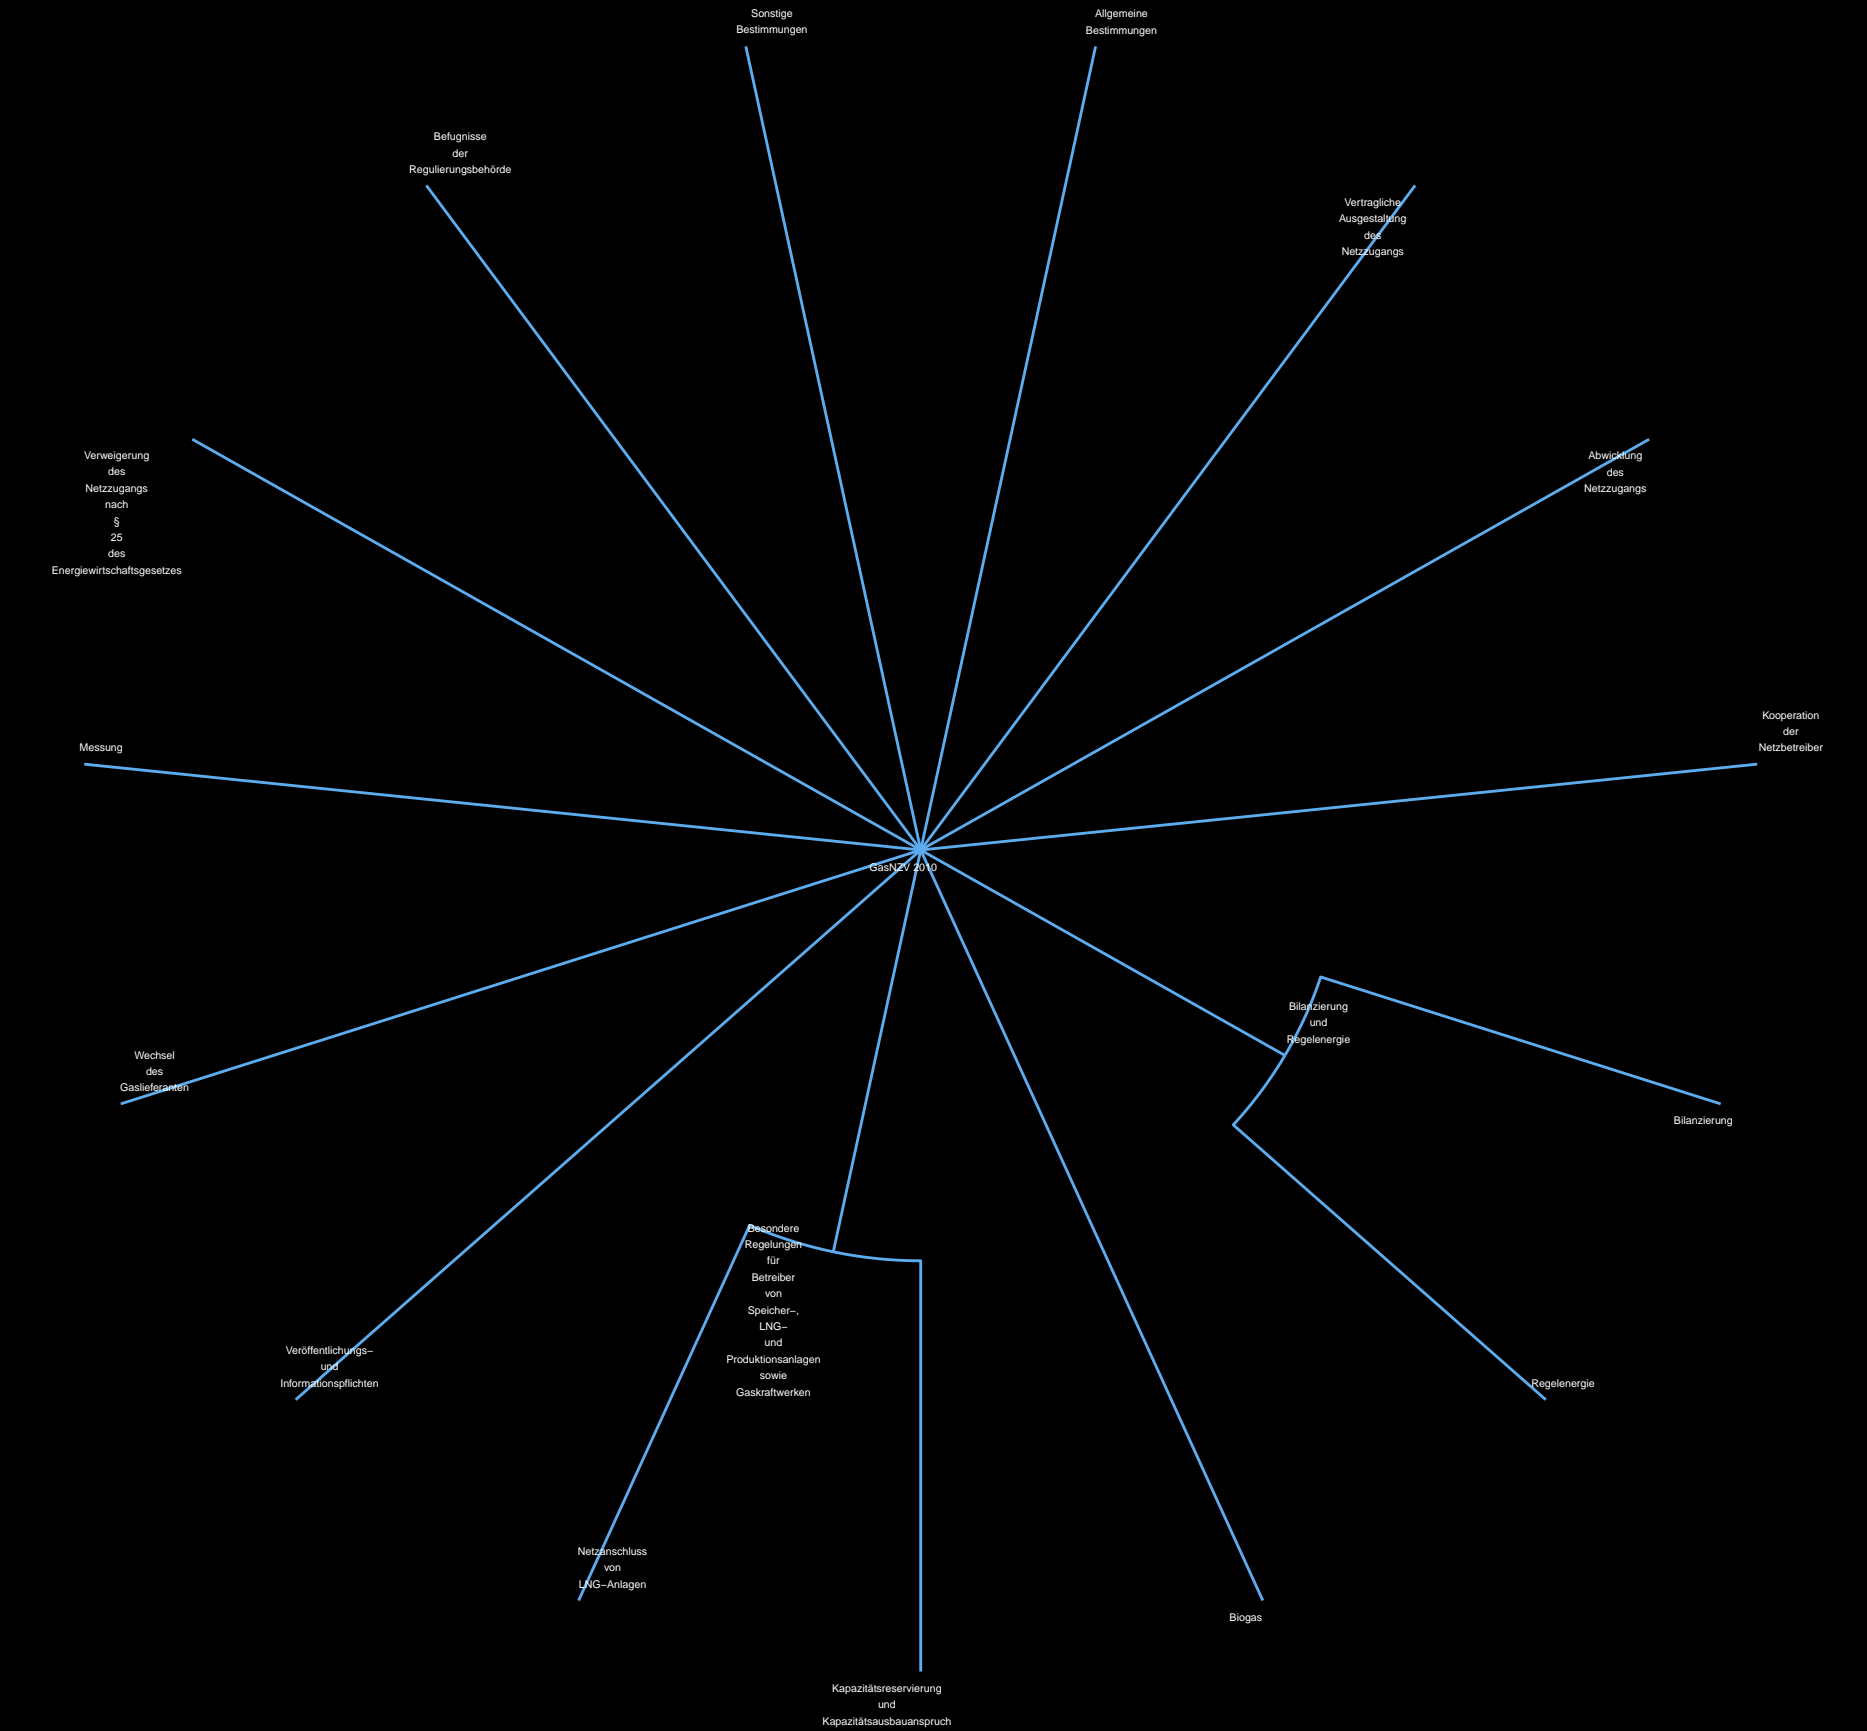 Sonstige
Bestimmungen
Allgemeine
Bestimmungen
Befugnisse
der
Regulierungsbehörde
Vertragliche
Ausgestaltung
des
Netzzugangs
Verweigerung
des
Netzzugangs
nach
§
25
des
Energiewirtschaftsgesetzes
Abwicklung
des
Netzzugangs
Kooperation
der
Netzbetreiber
Messung
GasNZV 2010
Bilanzierung
und
Regelenergie
Wechsel
des
Gaslieferanten
Bilanzierung
Besondere
Regelungen
für
Betreiber
von
Speicher–,
LNG–
und
Produktionsanlagen
sowie
Gaskraftwerken
Veröffentlichungs–
und
Informationspflichten
Regelenergie
Netzanschluss
von
LNG–Anlagen
Biogas
Kapazitätsreservierung
und
Kapazitätsausbauanspruch